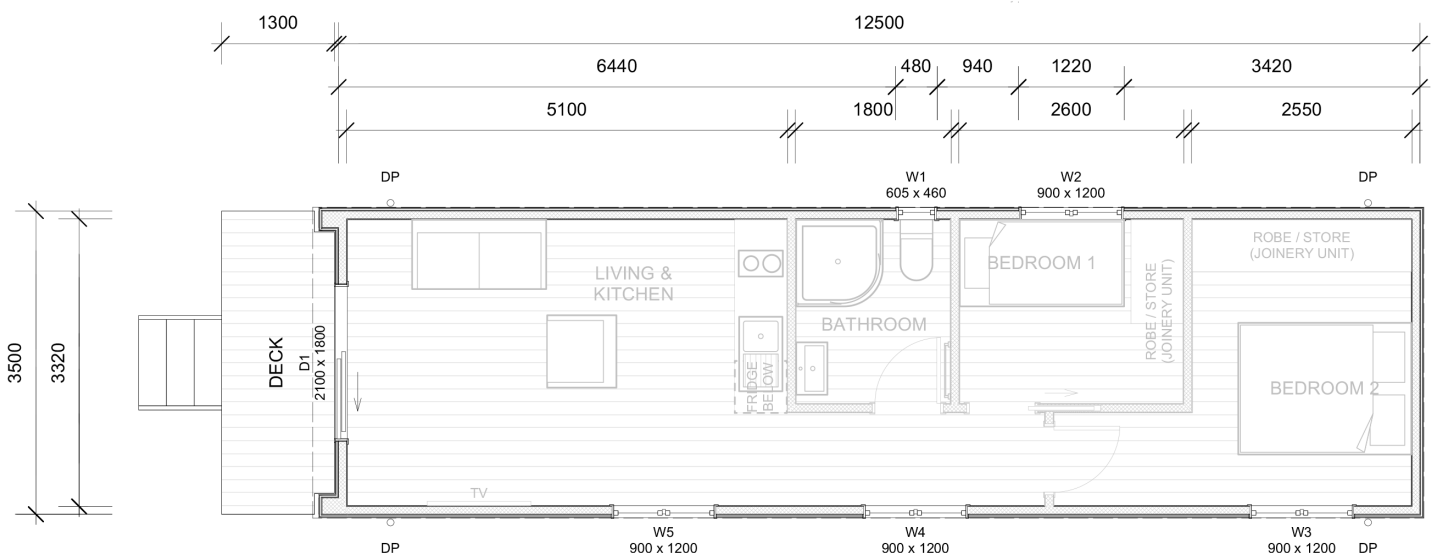 1300
12500
6440
480
940
1220
3420
5100
1800
2600
2550
DP
W1
605 x 460
W2
900 x 1200
DP
3500
3320
DECK
D1
2100 x 1800
LIVING &
KITCHEN
FRIDGE
BELOW
BATHROOM
BEDROOM 1
ROBE / STORE
(JOINERY UNIT)
ROBE / STORE
(JOINERY UNIT)
BEDROOM 2
TV
DP
W5
900 x 1200
W4
900 x 1200
W3
900 x 1200
DP